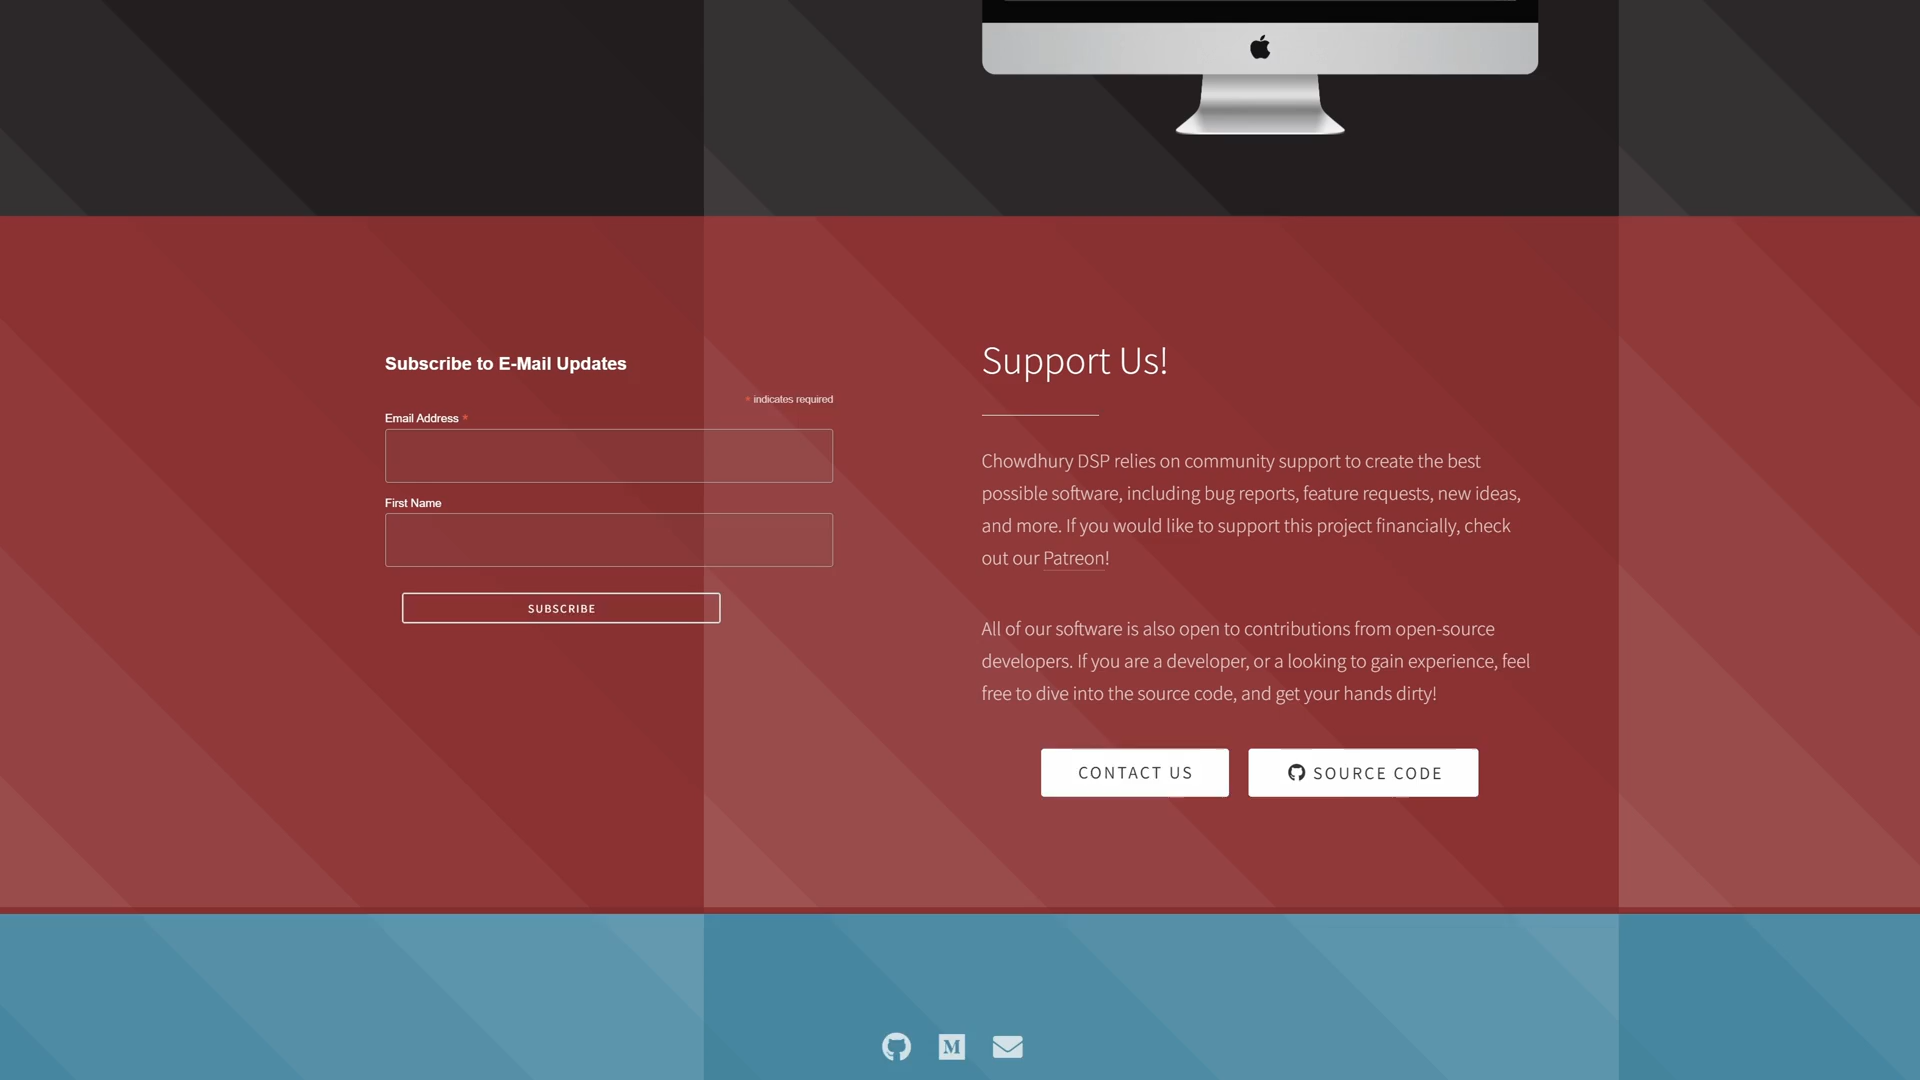 Subscribe to E-Mail Updates
* indicates required
Email Address *
First Name
SUBSCRIBE
Support Us!
Chowdhury DSP relies on community support to create the best
possible software, including bug reports, feature requests, new ideas,
and more. If you would like to support this project financially, check
out our Patreon!
All of our software is also open to contributions from open-source
developers. If you are a developer, or a looking to gain experience, feel
free to dive into the source code, and get your hands dirty!
CONTACT US
SOURCE CODE
M